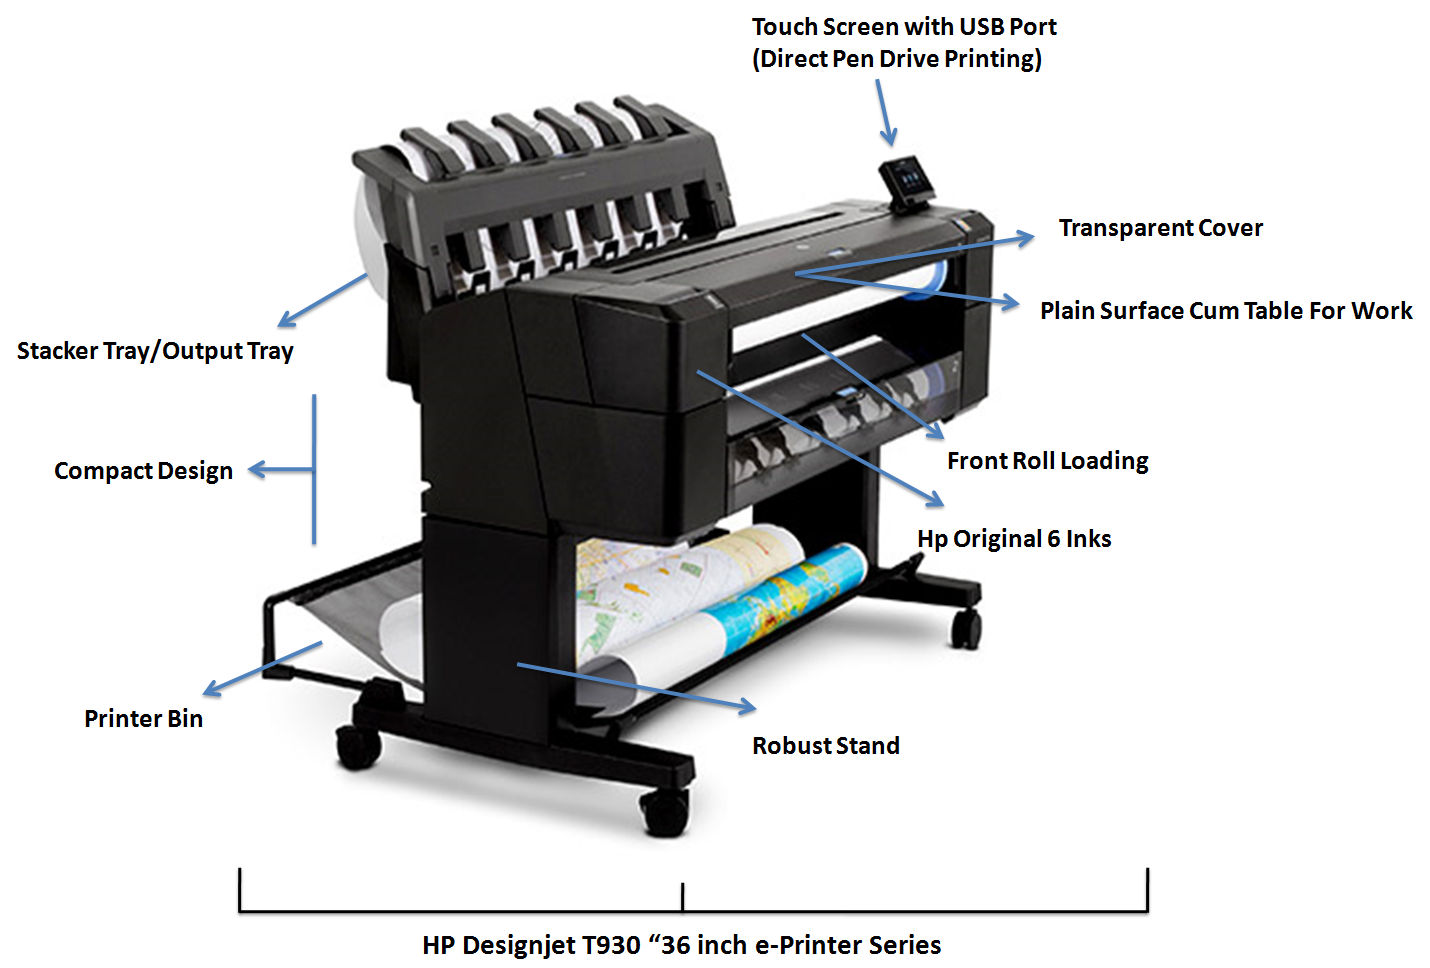 Touch Screen with USB Port
(Direct Pen Drive Printing)
Transparent Cover
Plain Surface Cum Table For Work
Stacker Tray/Output Tray
Compact Design
Front Roll Loading
Hp Original 6 Inks
Printer Bin
Robust Stand
HP Designjet T930 “36 inch e-Printer Series